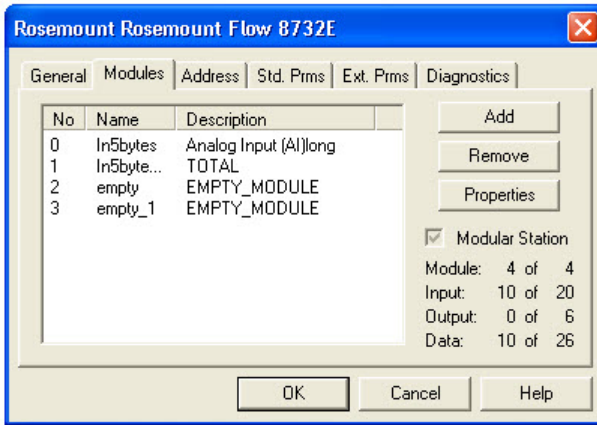 Rosemount Rosemount Flow 8732E
General Modules Address Std. Prms Ext. Prms Diagnostics
No Name Description
0 In5bytes Analog Input (AI)long
1 In5byte... TOTAL
2 empty EMPTY_MODULE
3 empty_1 EMPTY_MODULE
Add
Remove
Properties
Modular Station
Module: 4 of 4
Input: 10 of 20
Output: 0 of 6
Data: 10 of 26
OK Cancel Help